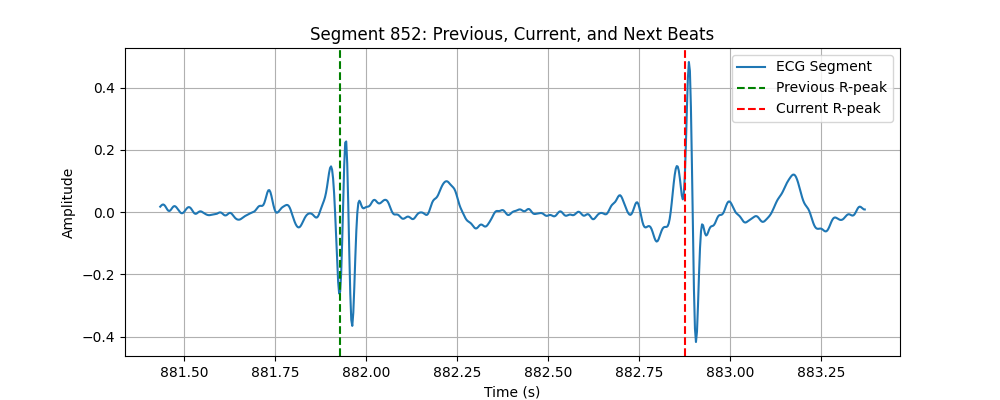 Segment 852: Previous, Current, and Next Beats
ECG Segment
Previous R-peak
Current R-peak
Amplitude
0.4
0.2
0.0
−0.2
−0.4
881.50 881.75 882.00 882.25 882.50 882.75 883.00 883.25
Time (s)